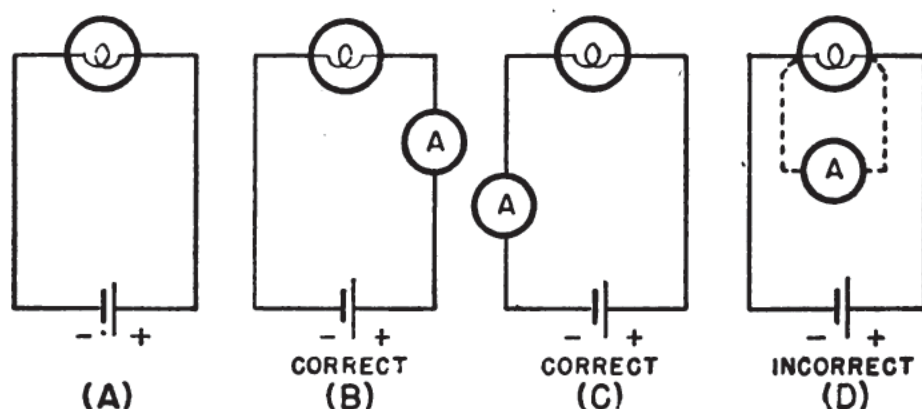 A
A
A
- +
- +
- +
- +
CORRECT
CORRECT
INCORRECT
(A)
(B)
(C)
(D)